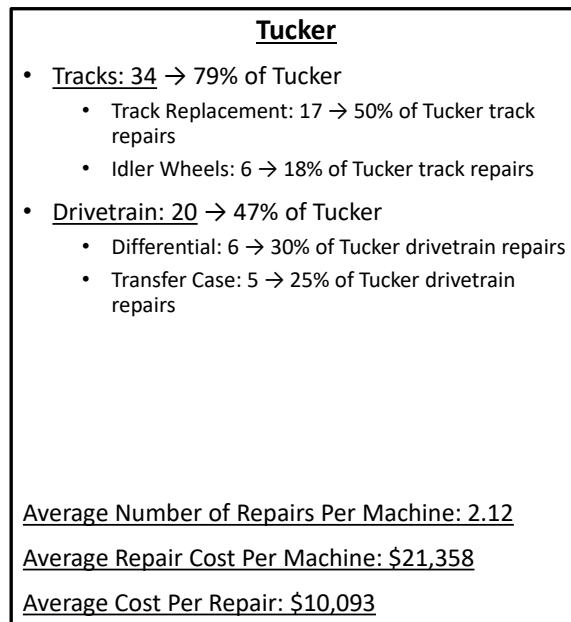 Tucker
• Tracks: 34 → 79% of Tucker
• Track Replacement: 17 → 50% of Tucker track
repairs
• Idler Wheels: 6 → 18% of Tucker track repairs
• Drivetrain: 20 → 47% of Tucker
• Differential: 6 → 30% of Tucker drivetrain repairs
• Transfer Case: 5 → 25% of Tucker drivetrain
repairs
Average Number of Repairs Per Machine: 2.12
Average Repair Cost Per Machine: $21,358
Average Cost Per Repair: $10,093